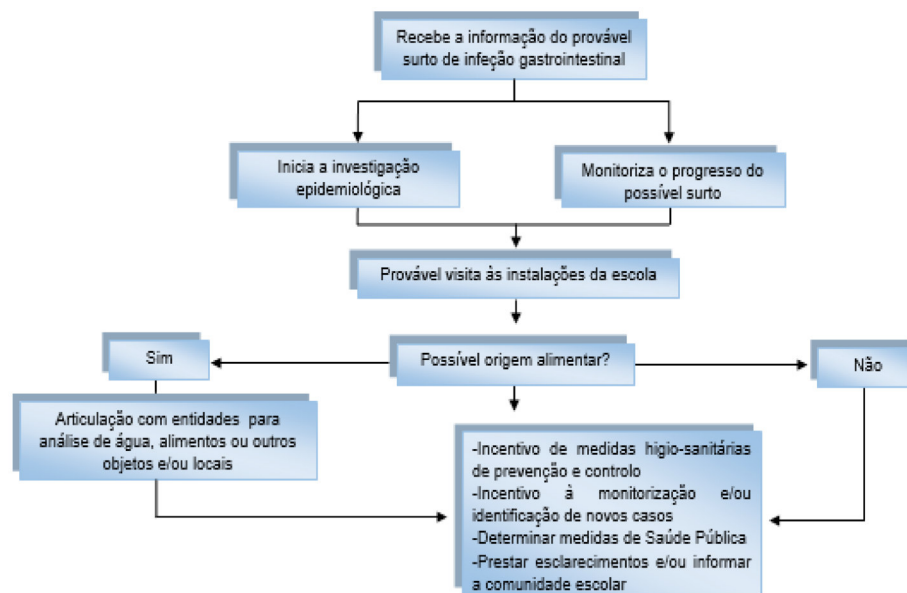 Recebe a informação do provável
surto de infeção gastrointestinal
Inicia a investigação
epidemiológica
Monitoriza o progresso do
possível surto
Provável visita às instalações da escola
Sim
Possível origem alimentar?
Não
Articulação com entidades para
análise de água, alimentos ou outros
objetos e/ou locais
-Incentivo de medidas higio-sanitárias
de prevenção e controlo
-Incentivo à monitorização e/ou
identificação de novos casos
-Determinar medidas de Saúde Pública
-Prestar esclarecimentos e/ou informar
a comunidade escolar